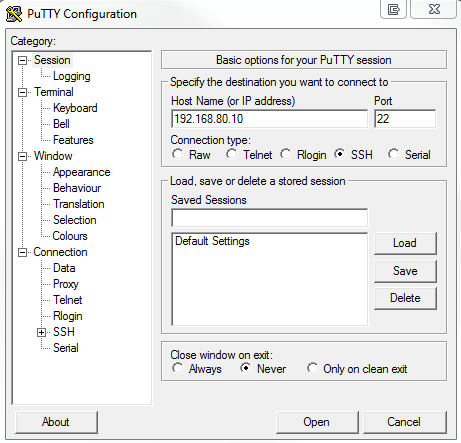 PuTTY Configuration
Category:
Session
Logging
Terminal
Keyboard
Bell
Features
Window
Appearance
Behaviour
Translation
Selection
Colours
Connection
Data
Proxy
Telnet
Rlogin
SSH
Serial
Basic options for your PuTTY session
Specify the destination you want to connect to
Host Name (or IP address) Port
192.168.80.10 22
Connection type:
Raw Telnet Rlogin SSH Serial
Load, save or delete a stored session
Saved Sessions
Default Settings
Load
Save
Delete
Close window on exit:
Always Never Only on clean exit
About Open Cancel